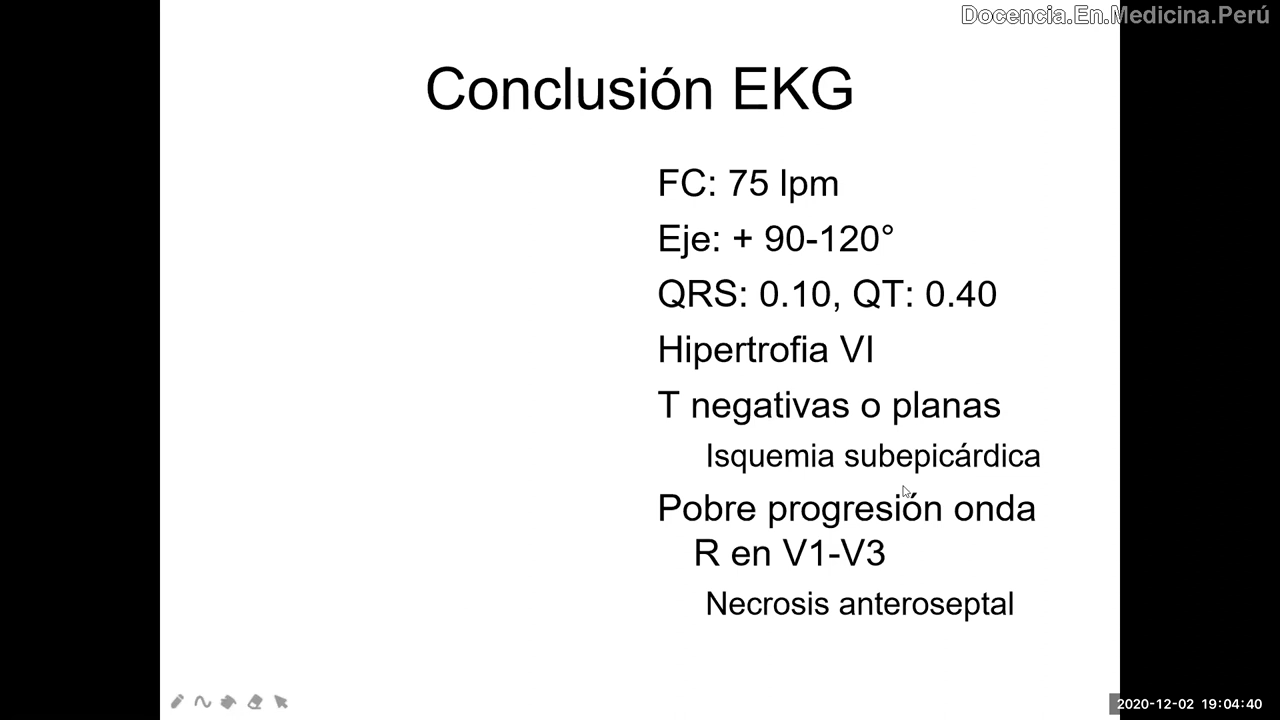 Docencia.En.Medicina.Perú
Conclusión EKG
FC: 75 lpm
Eje: + 90-120°
QRS: 0.10, QT: 0.40
Hipertrofia VI
T negativas o planas
Isquemia subepicárdica
Pobre progresión onda
R en V1-V3
Necrosis anteroseptal
2020-12-02 19:04:40